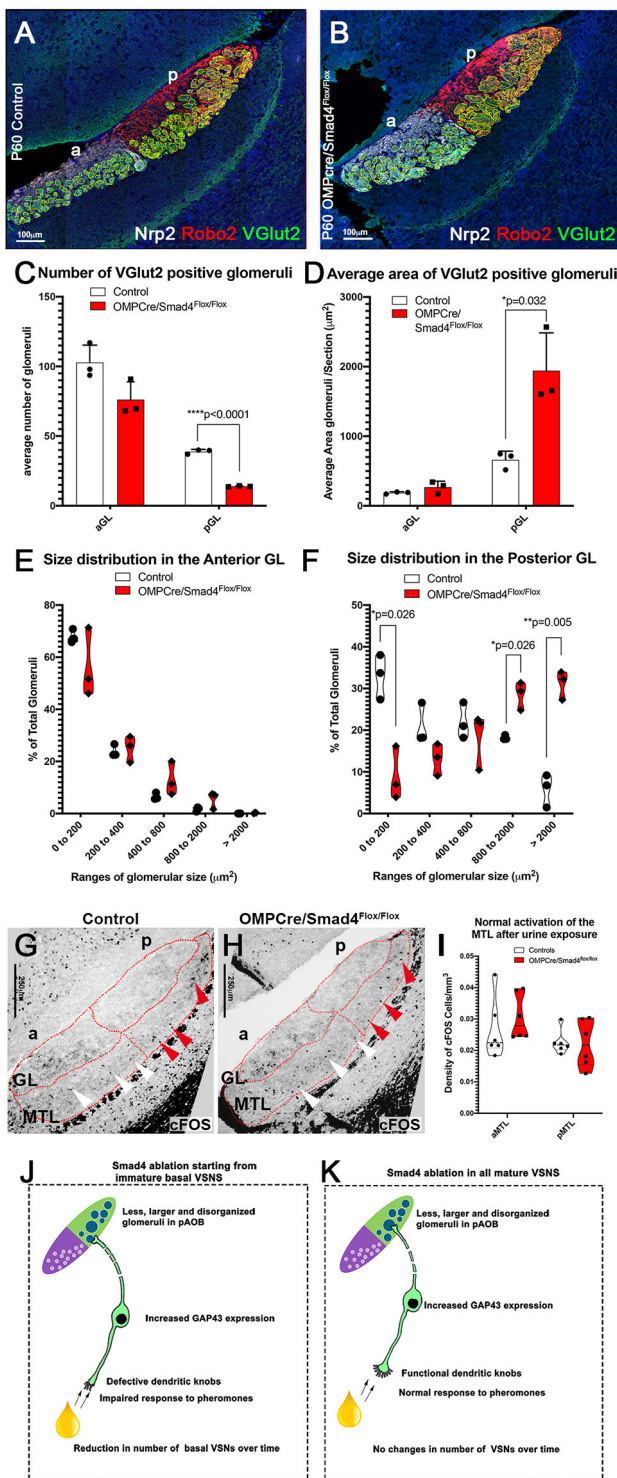 A
P60 Control
p
a
100µm
Nrp2 Robo2 VGlut2
B
P60 OMPCre/Smad4Flox/Flox
p
a
100µm
Nrp2 Robo2 VGlut2
C
Number of VGlut2 positive glomeruli
Control
OMPCre/Smad4Flox/Flox
average number of glomeruli
150
100
50
0
****p<0.0001
aGL
pGL
D
Average area of VGlut2 positive glomeruli
Control
OMPCre/
Smad4Flox/Flox
Average Area glomeruli /Section (µm2)
3000
2000
1000
0
*p=0.032
aGL
pGL
E
Size distribution in the Anterior GL
Control
OMPCre/Smad4Flox/Flox
% of Total Glomeruli
80
60
40
20
0
0 to 200
200 to 400
400 to 800
800 to 2000
> 2000
Ranges of glomerular size (µm2)
F
Size distribution in the Posterior GL
Control
OMPCre/Smad4Flox/Flox
% of Total Glomeruli
50
40
30
20
10
0
*p=0.026
*p=0.026
**p=0.005
0 to 200
200 to 400
400 to 800
800 to 2000
> 2000
Ranges of glomerular size (µm2)
Control
G
250um
p
a
GL
MTL
cFOS
OMPCre/Smad4Flox/Flox
H
250um
p
a
GL
MTL
cFOS
I
Normal activation of the
MTL after urine exposure
Controls
OMPCre/Smad4flox/flox
Density of cFOS Cells/mm3
0.05
0.04
0.03
0.02
0.01
0.00
aMTL
pMTL
J
Smad4 ablation starting from
immature basal VSNS
Less, larger and disorganized
glomeruli in pAOB
Increased GAP43 expression
Defective dendritic knobs
Impaired response to pheromones
Reduction in number of basal VSNs over time
K
Smad4 ablation in all mature VSNS
Less, larger and disorganized
glomeruli in pAOB
Increased GAP43 expression
Functional dendritic knobs
Normal response to pheromones
No changes in number of VSNs over time